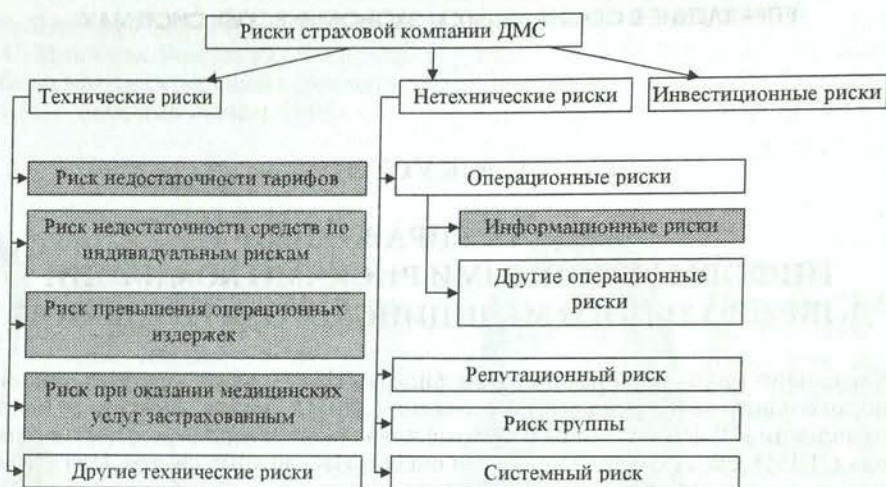 Риски страховой компании ДМС
Технические риски
Нетехнические риски
Инвестиционные риски
Риск недостаточности тарифов
Риск недостаточности средств по
индивидуальным рискам
Риск превышения операционных
издержек
Риск при оказании медицинских
услуг застрахованным
Другие технические риски
Операционные риски
Информационные риски
Другие операционные
риски
Репутационный риск
Риск группы
Системный риск